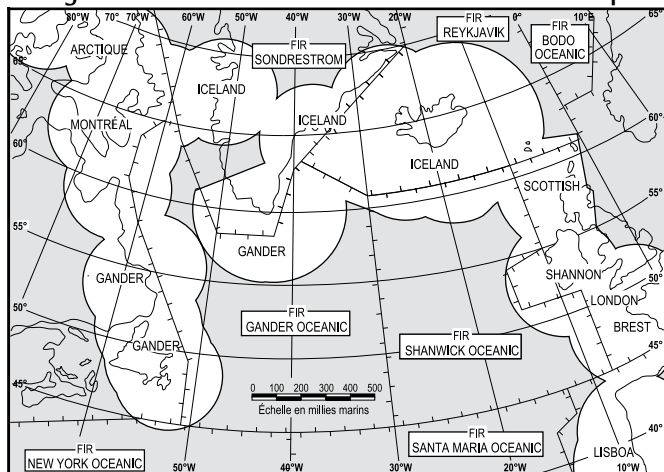 80°W
70°W
60°W
50°W
40°W
30°W
20°W
10°W
0°
10°E
65°
ARCTIQUE
FIR
SONDRESTROM
FIR
REYKJAVIK
FIR
BODO
OCEANIC
65°
ICELAND
ICELAND
60°
MONTRÉAL
ICELAND
60°
SCOTTISH
55°
55°
GANDER
SHANNON
50°
GANDER
LONDON
50°
FIR
GANDER OCEANIC
BREST
GANDER
FIR
SHANWICK OCEANIC
45°
45°
0 100 200 300 400 500
Échelle en millies marins
FIR
NEW YORK OCEANIC
FIR
SANTA MARIA OCEANIC
40°
LISBOA
50°W
40°W
30°W
20°W
10°W